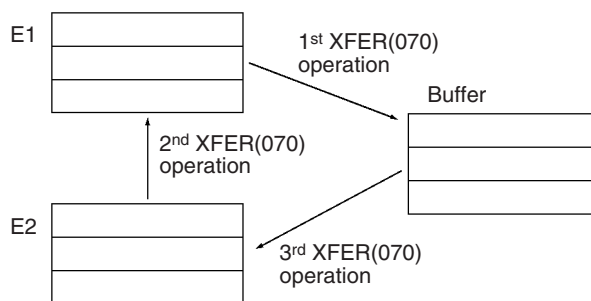 E1
1st XFER(070)
operation
Buffer
2nd XFER(070)
operation
E2
3rd XFER(070)
operation